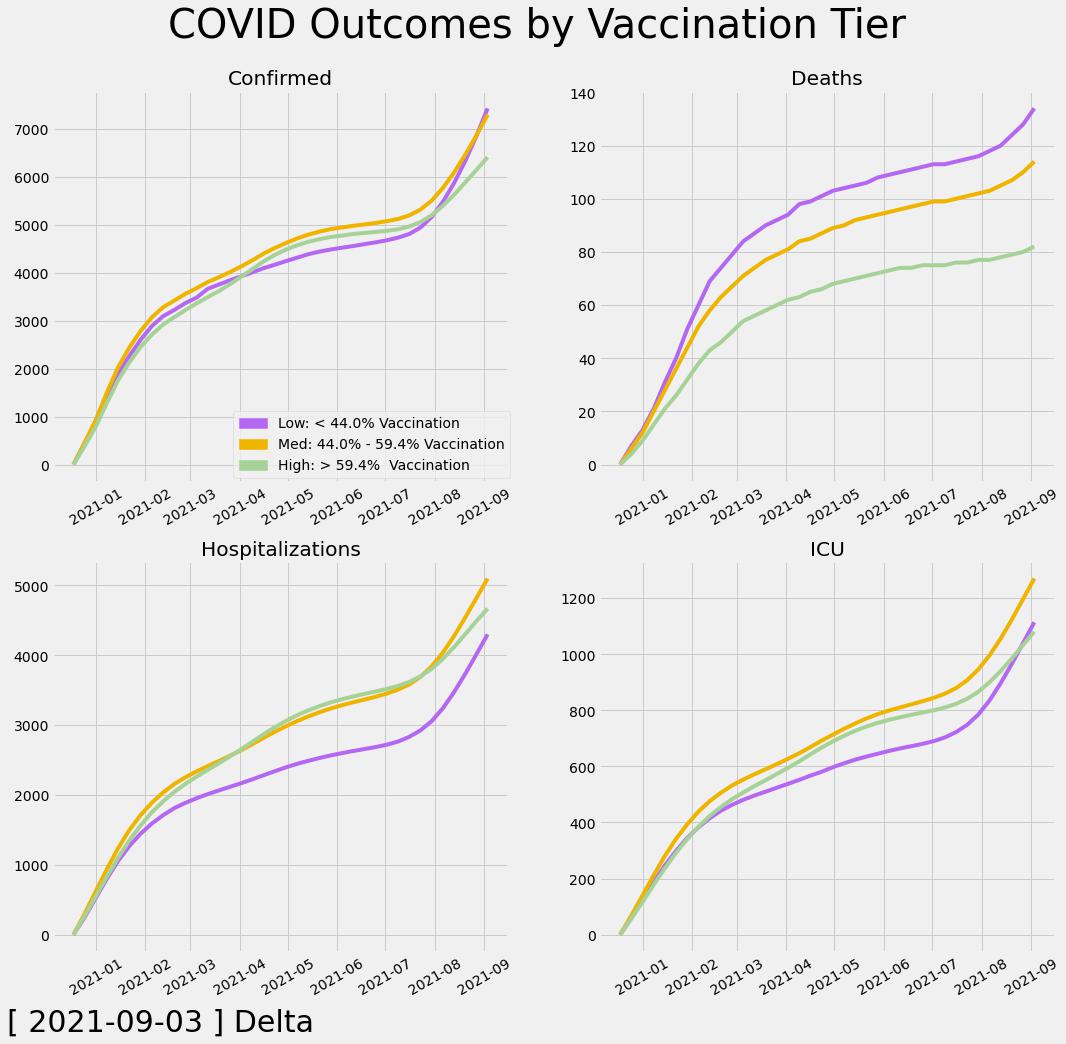 COVID Outcomes by Vaccination Tier
Confirmed
7000
6000
5000
4000
3000
2000
1000
0
Low: < 44.0% Vaccination
Med: 44.0% - 59.4% Vaccination
High: > 59.4%  Vaccination
2021-01 2021-02 2021-03 2021-04 2021-05 2021-06 2021-07 2021-08 2021-09
Deaths
140
120
100
80
60
40
20
0
2021-01 2021-02 2021-03 2021-04 2021-05 2021-06 2021-07 2021-08 2021-09
Hospitalizations
5000
4000
3000
2000
1000
0
2021-01 2021-02 2021-03 2021-04 2021-05 2021-06 2021-07 2021-08 2021-09
ICU
1200
1000
800
600
400
200
0
2021-01 2021-02 2021-03 2021-04 2021-05 2021-06 2021-07 2021-08 2021-09
[ 2021-09-03 ] Delta